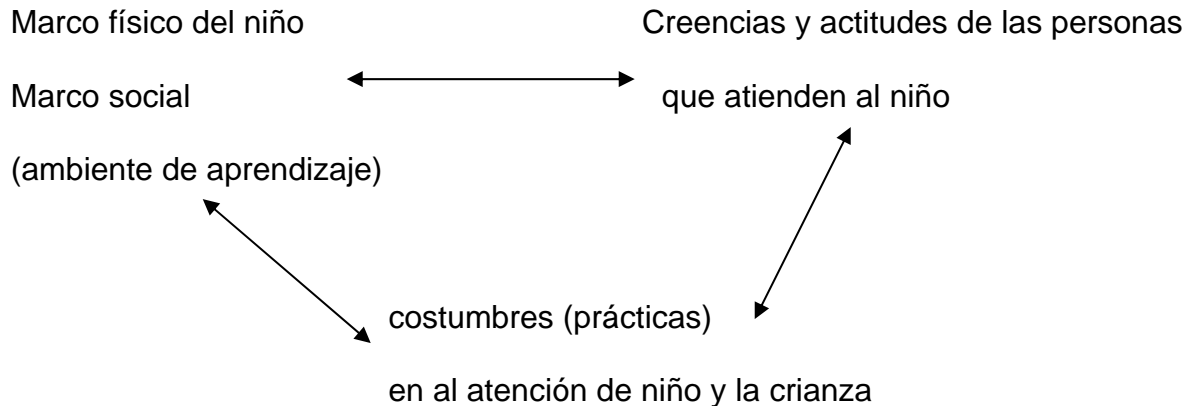 Marco físico del niño
Creencias y actitudes de las personas
Marco social
que atienden al niño
(ambiente de aprendizaje)
costumbres (prácticas)
en al atención de niño y la crianza